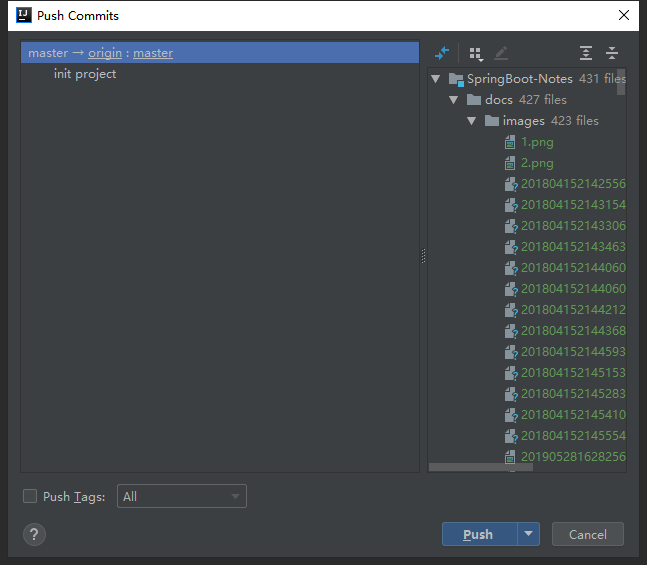 Push Commits
master → origin : master
init project
SpringBoot-Notes 431 files
docs 427 files
images 423 files
1.png
2.png
201804152142556
201804152143154
201804152143306
201804152143463
201804152144060
201804152144060
201804152144212
201804152144368
201804152144593
201804152145153
201804152145283
201804152145410
201804152145554
201905281628256
Push Tags: All
? Push Cancel